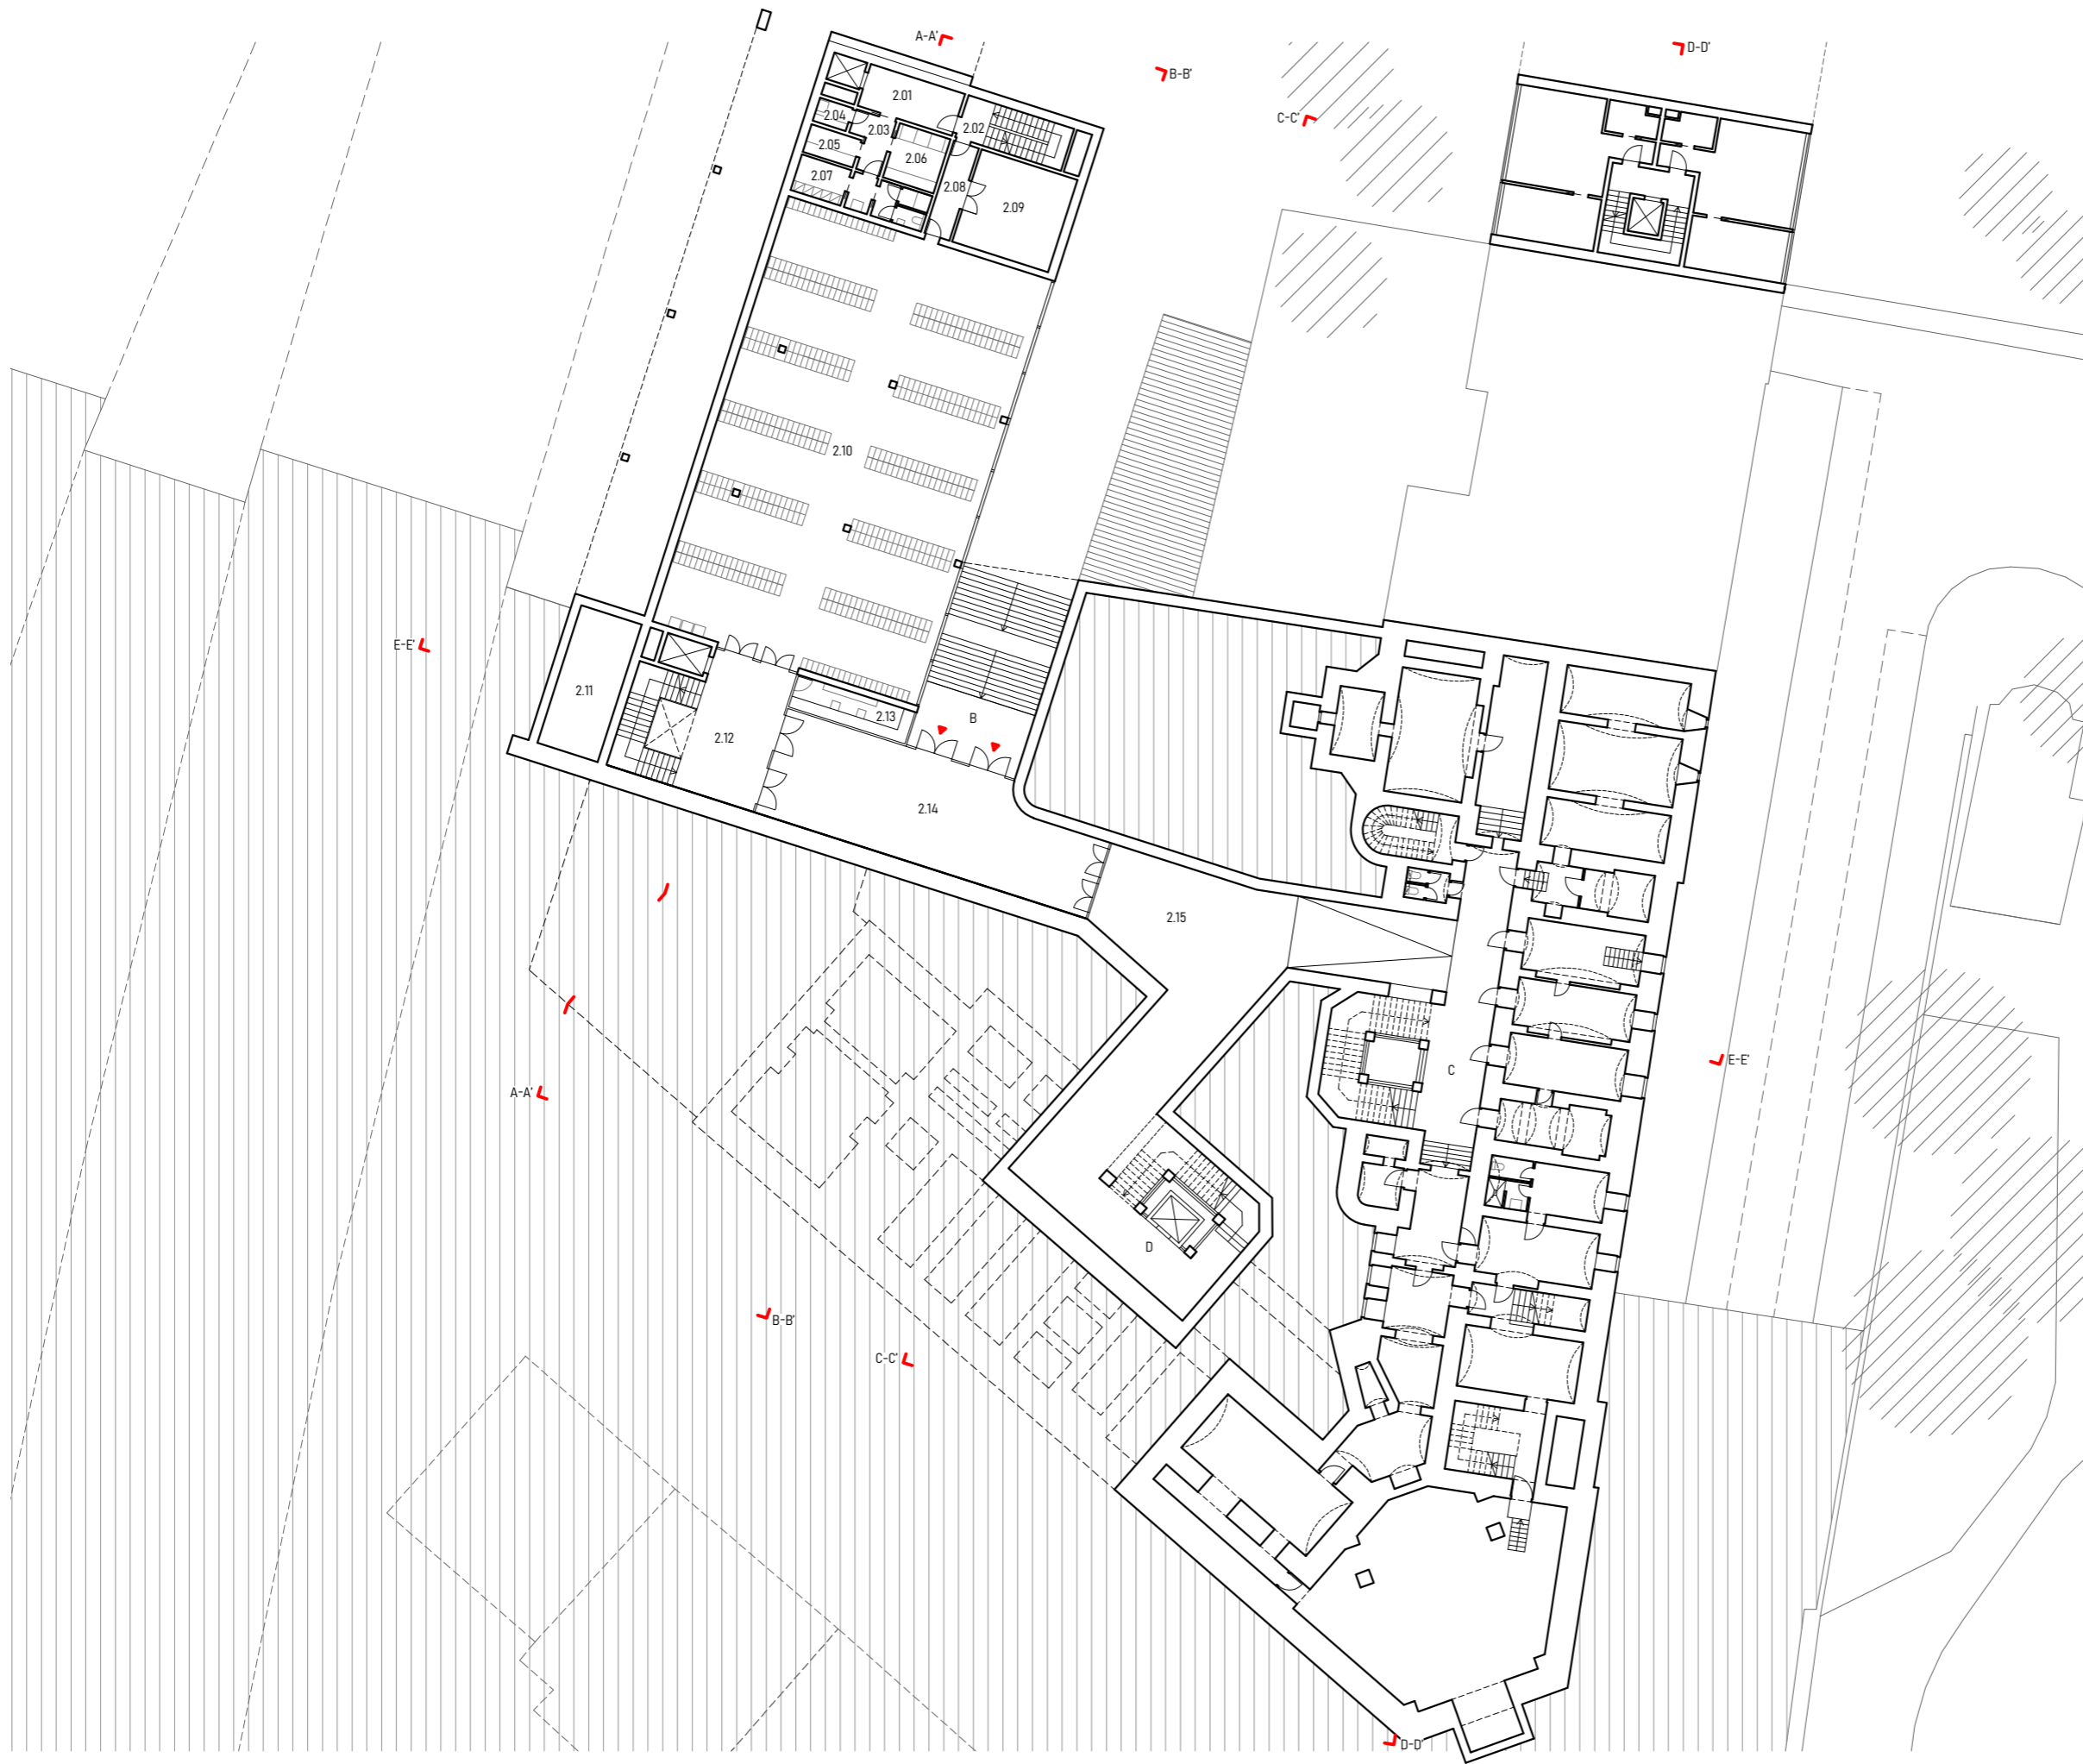 A-A'
D-D'
B-B'
2.01
C-C'
2.04
2.02
2.03
2.05
2.06
2.07
2.08
2.09
2.10
E-E'
2.11
2.13
B
2.12
2.14
2.15
E-E'
C
A-A'
D
B-B'
C-C'
D-D'